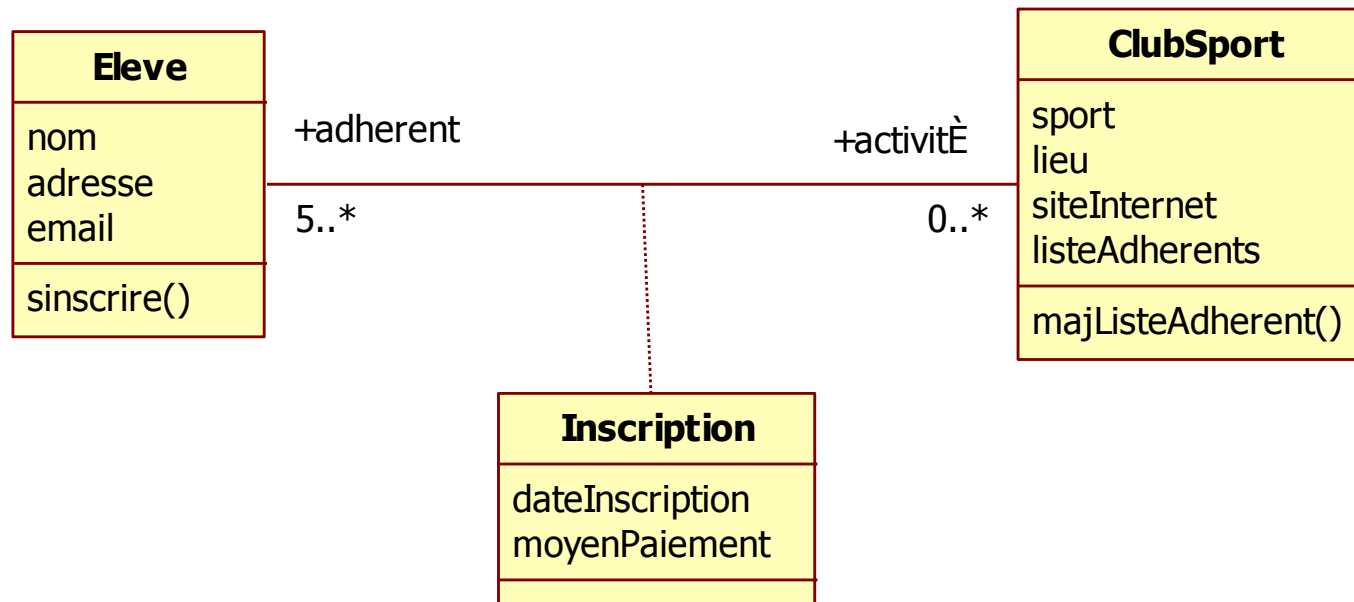 Eleve
nom
adresse
email
sinscrire()
+adherent
5..*
+activitÈ
0..*
ClubSport
sport
lieu
siteInternet
listeAdherents
majListeAdherent()
Inscription
dateInscription
moyenPaiement